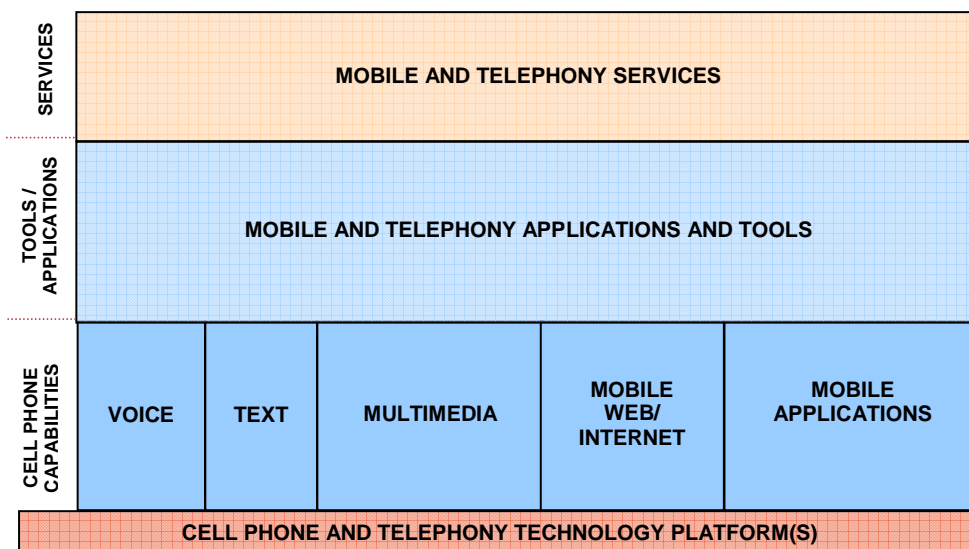 SERVICES
MOBILE AND TELEPHONY SERVICES
TOOLS /
APPLICATIONS
MOBILE AND TELEPHONY APPLICATIONS AND TOOLS
CELL PHONE
CAPABILITIES
VOICE
TEXT
MULTIMEDIA
MOBILE
WEB/
INTERNET
MOBILE
APPLICATIONS
CELL PHONE AND TELEPHONY TECHNOLOGY PLATFORM(S)